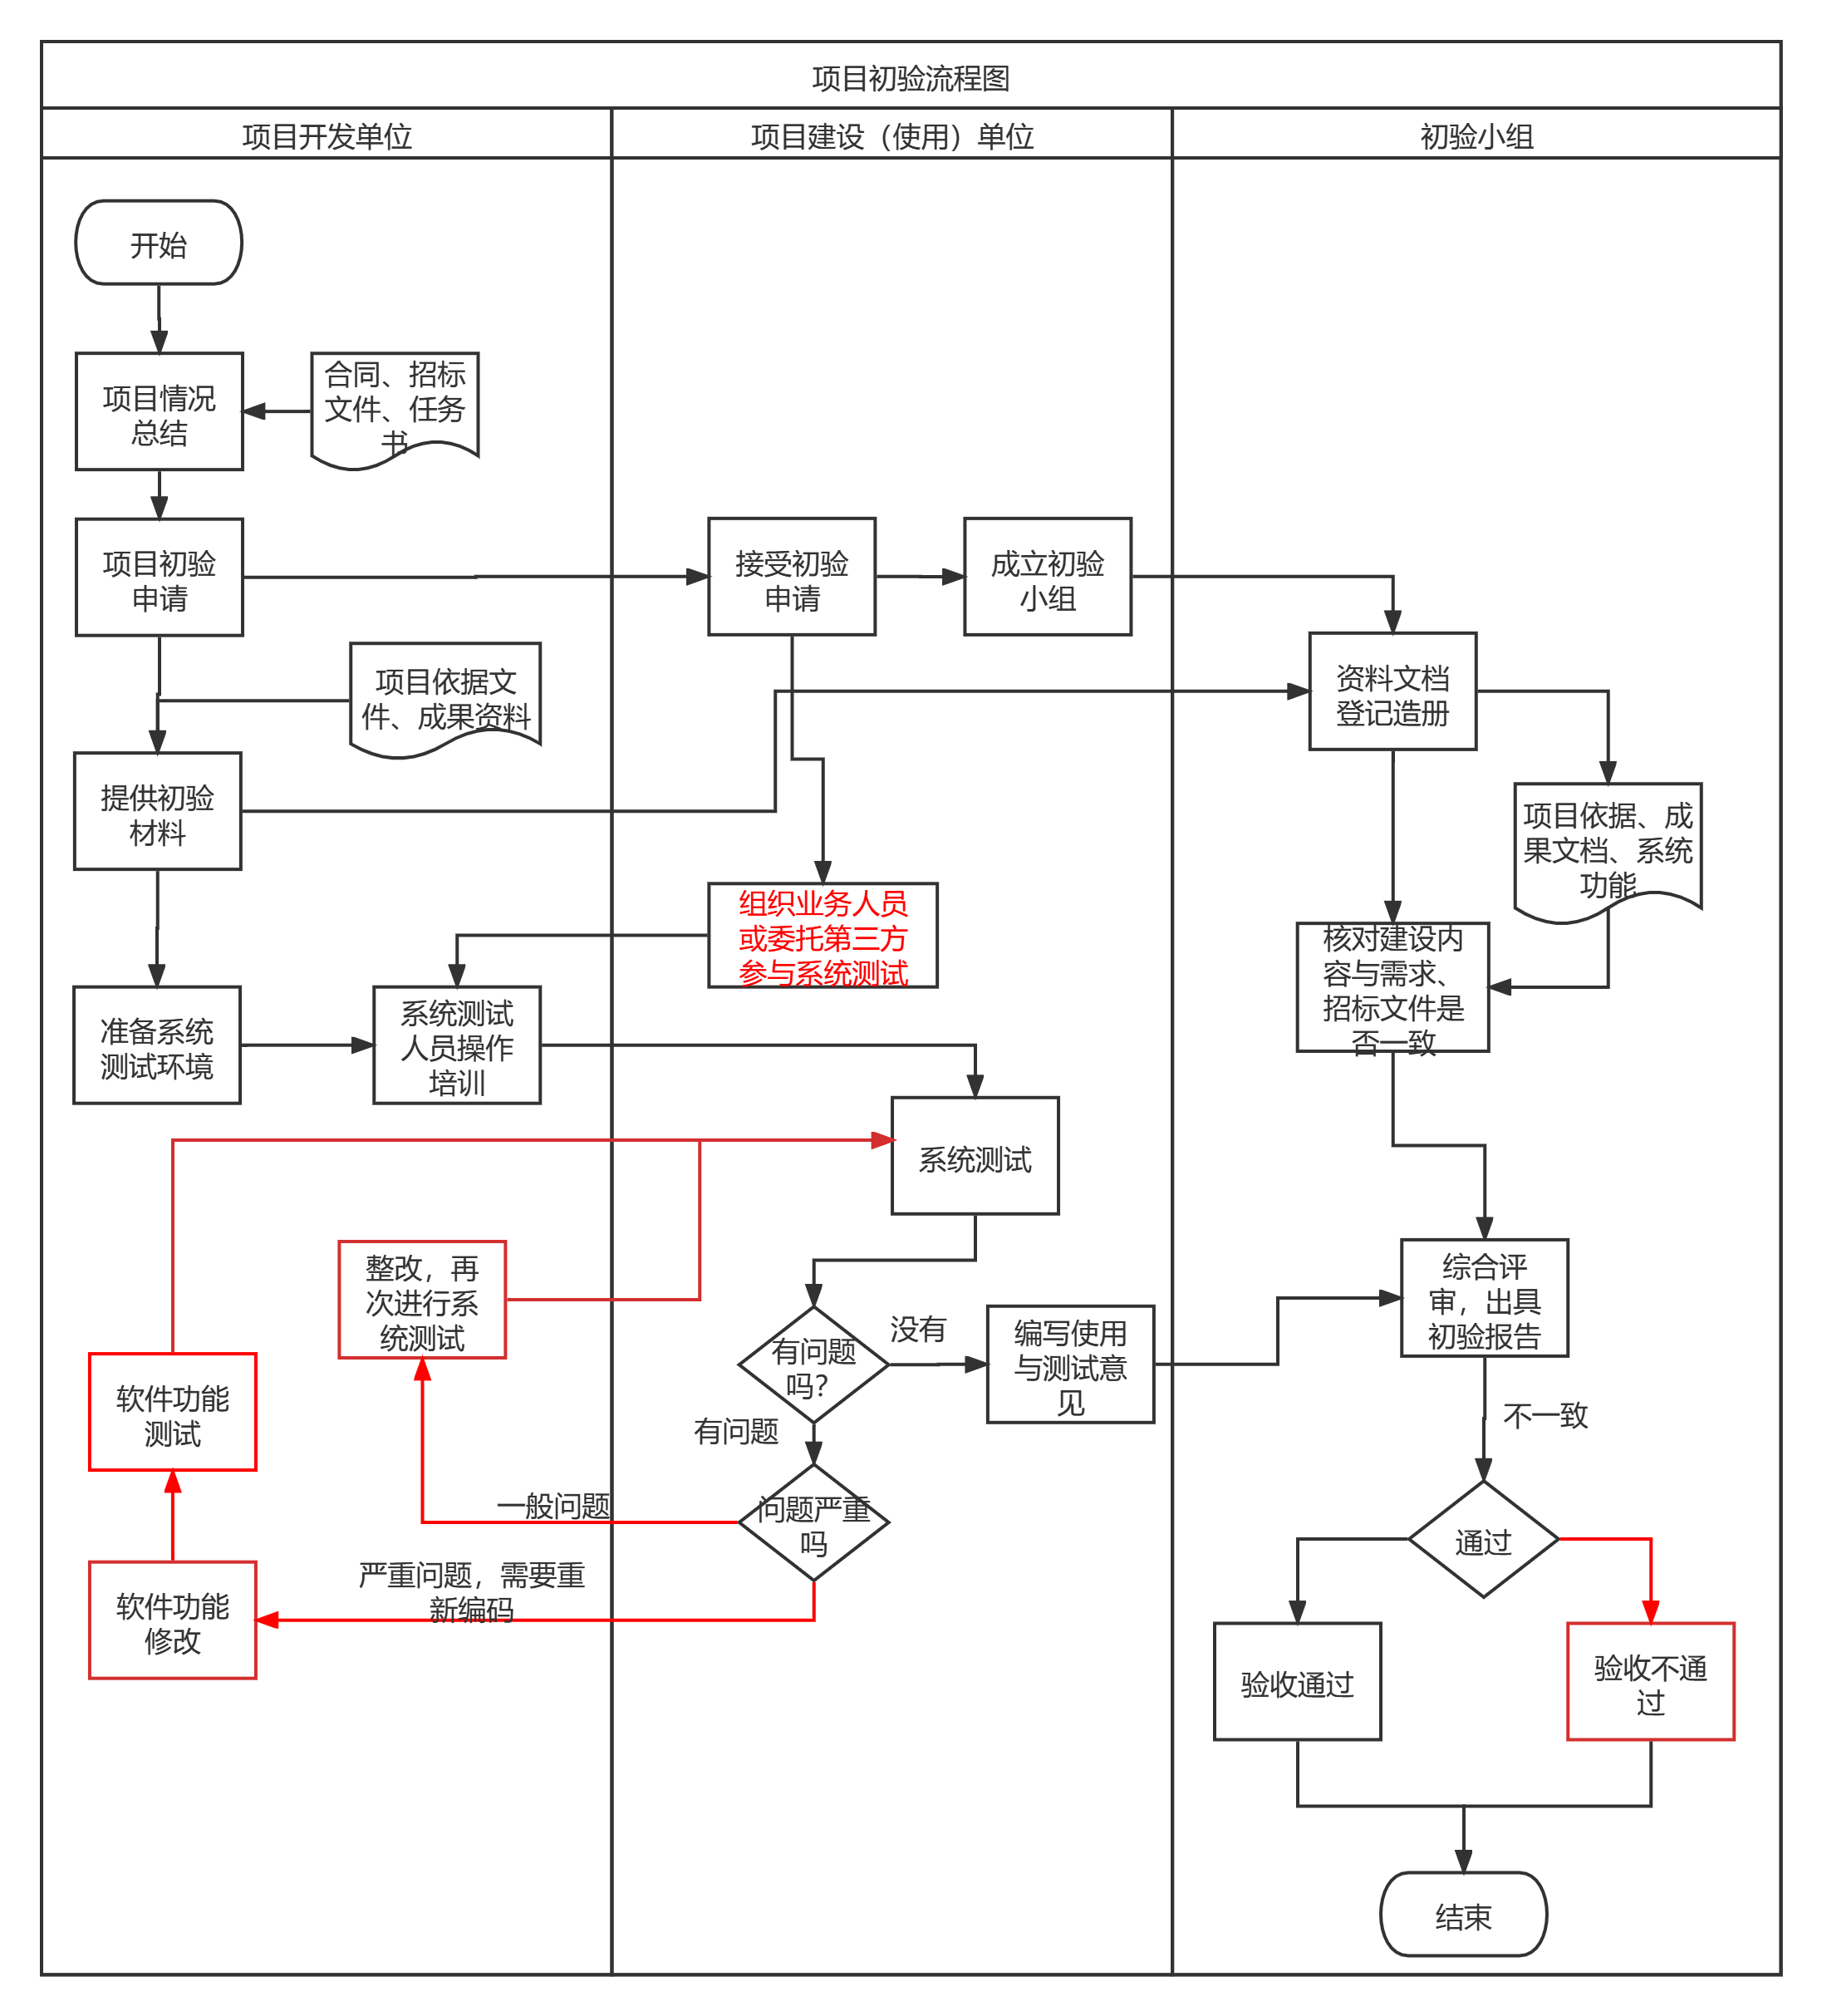 项目初验流程图
项目开发单位
项目建设（使用）单位
初验小组
开始
项目情况
总结
合同、招标
文件、任务
书
项目初验
申请
接受初验
申请
成立初验
小组
项目依据文
件、成果资料
资料文档
登记造册
提供初验
材料
项目依据、成
果文档、系统
功能
组织业务人员
或委托第三方
参与系统测试
核对建设内
容与需求、
招标文件是
否一致
准备系统
测试环境
系统测试
人员操作
培训
系统测试
整改，再
次进行系
统测试
综合评
审，出具
初验报告
有问题
吗？
没有
编写使用
与测试意
见
软件功能
测试
有问题
不一致
一般问题
问题严重
吗
通过
严重问题，需要重
新编码
软件功能
修改
验收通过
验收不通
过
结束